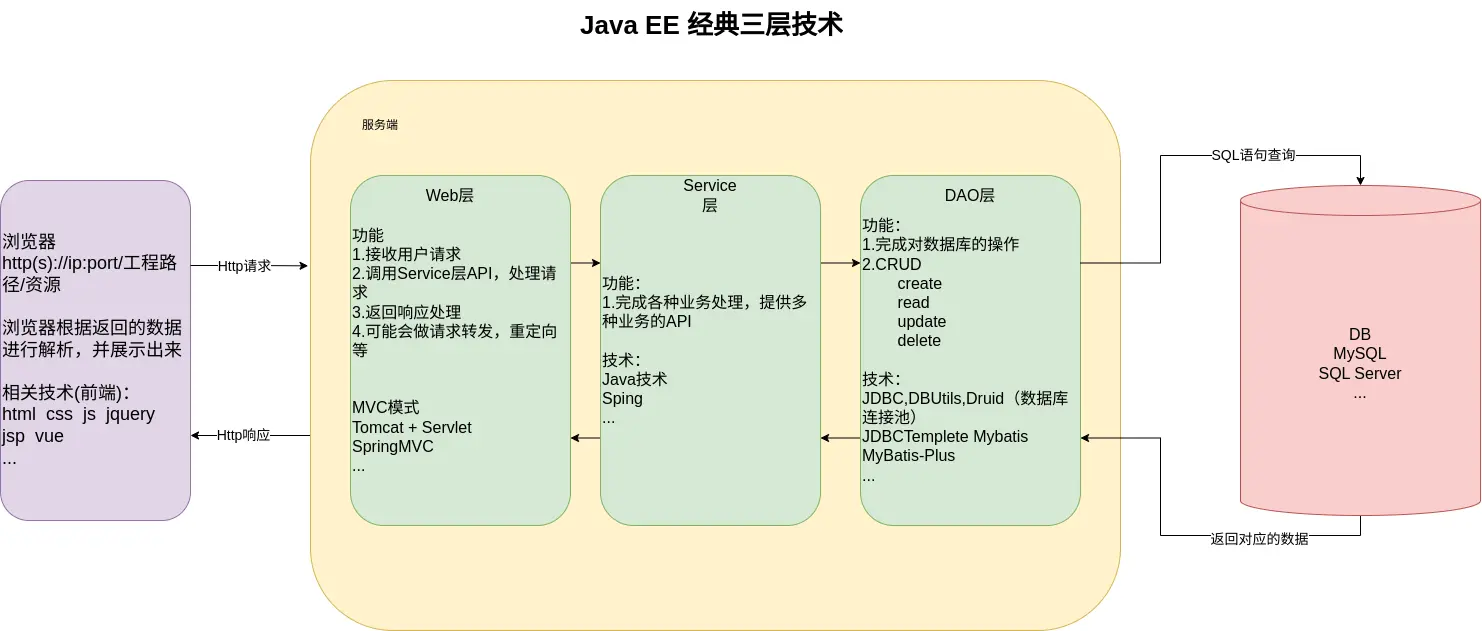 Java EE 经典三层技术
服务端
浏览器
http(s)://ip:port/工程路
径/资源
浏览器根据返回的数据
进行解析，并展示出来
相关技术(前端)：
html css js jquery
jsp vue
...
Http请求
Http响应
Web层
功能
1.接收用户请求
2.调用Service层API，处理请
求
3.返回响应处理
4.可能会做请求转发，重定向
等
MVC模式
Tomcat + Servlet
SpringMVC
...
Service
层
功能：
1.完成各种业务处理，提供多
种业务的API
技术：
Java技术
Sping
...
DAO层
功能：
1.完成对数据库的操作
2.CRUD
create
read
update
delete
技术：
JDBC,DBUtils,Druid（数据库
连接池）
JDBCTemplete Mybatis
MyBatis-Plus
...
SQL语句查询
DB
MySQL
SQL Server
...
返回对应的数据